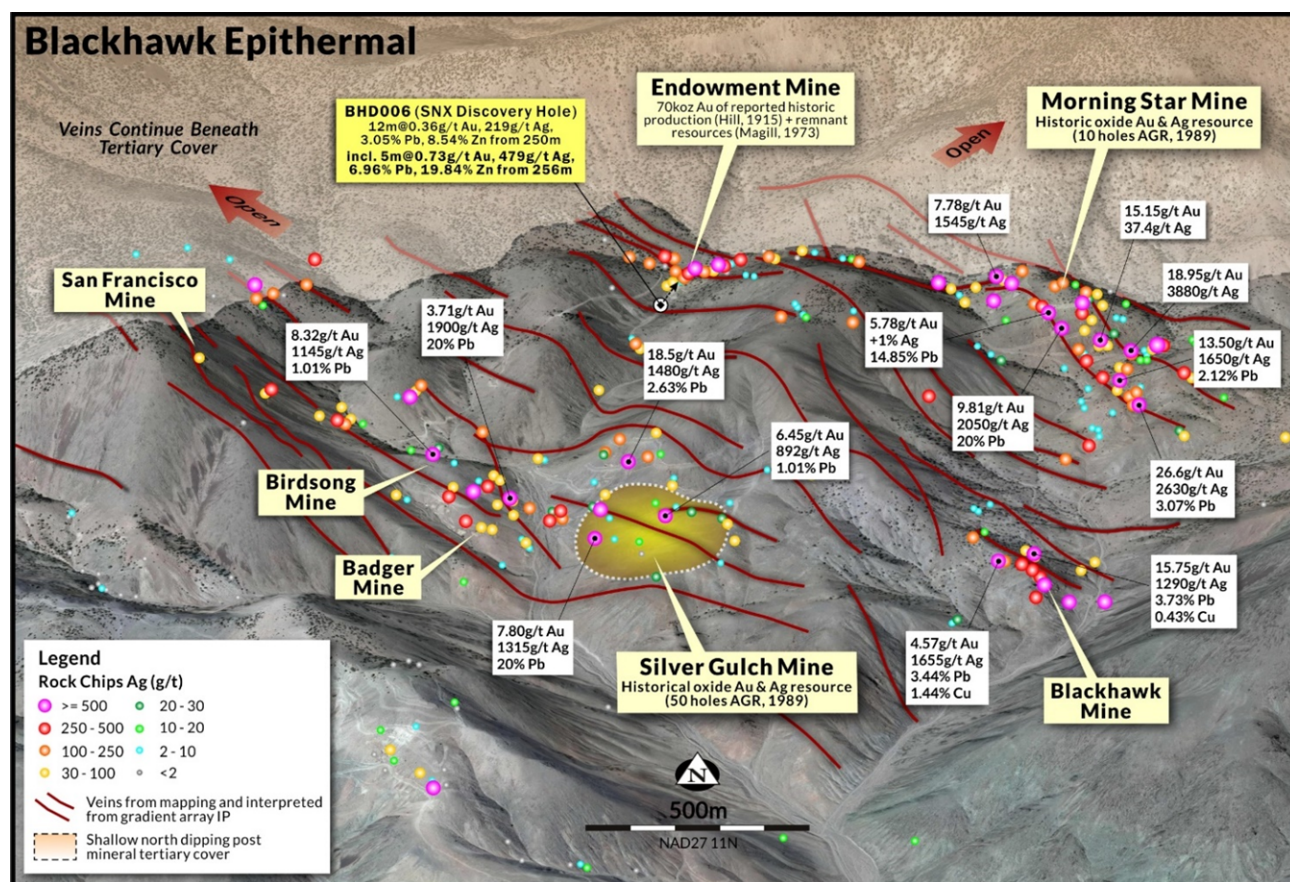 Blackhawk Epithermal
Veins Continue Beneath
Tertiary Cover
Open
BHD006 (SNX Discovery Hole)
12m@0.36g/t Au, 219g/t Ag,
3.05% Pb, 8.54% Zn from 250m
incl. 5m@0.73g/t Au, 479g/t Ag,
6.96% Pb, 19.84% Zn from 256m
Endowment Mine
70koz Au of reported historic
production (Hill, 1915) + remnant
resources (Magill, 1973)
Open
Morning Star Mine
Historic oxide Au & Ag resource
(10 holes AGR, 1989)
7.78g/t Au
1545g/t Ag
15.15g/t Au
37.4g/t Ag
18.95g/t Au
3880g/t Ag
San Francisco
Mine
8.32g/t Au
1145g/t Ag
1.01% Pb
3.71g/t Au
1900g/t Ag
20% Pb
18.5g/t Au
1480g/t Ag
2.63% Pb
5.78g/t Au
+1% Ag
14.85% Pb
13.50g/t Au
1650g/t Ag
2.12% Pb
9.81g/t Au
2050g/t Ag
20% Pb
6.45g/t Au
892g/t Ag
1.01% Pb
26.6g/t Au
2630g/t Ag
3.07% Pb
Birdsong
Mine
Badger
Mine
15.75g/t Au
1290g/t Ag
3.73% Pb
0.43% Cu
7.80g/t Au
1315g/t Ag
20% Pb
Silver Gulch Mine
Historical oxide Au & Ag resource
(50 holes AGR, 1989)
4.57g/t Au
1655g/t Ag
3.44% Pb
1.44% Cu
Blackhawk
Mine
Legend
Rock Chips Ag (g/t)
>= 500
250 - 500
100 - 250
30 - 100
20 - 30
10 - 20
2 - 10
<2
Veins from mapping and interpreted
from gradient array IP
Shallow north dipping post
mineral tertiary cover
N
500m
NAD27 11N